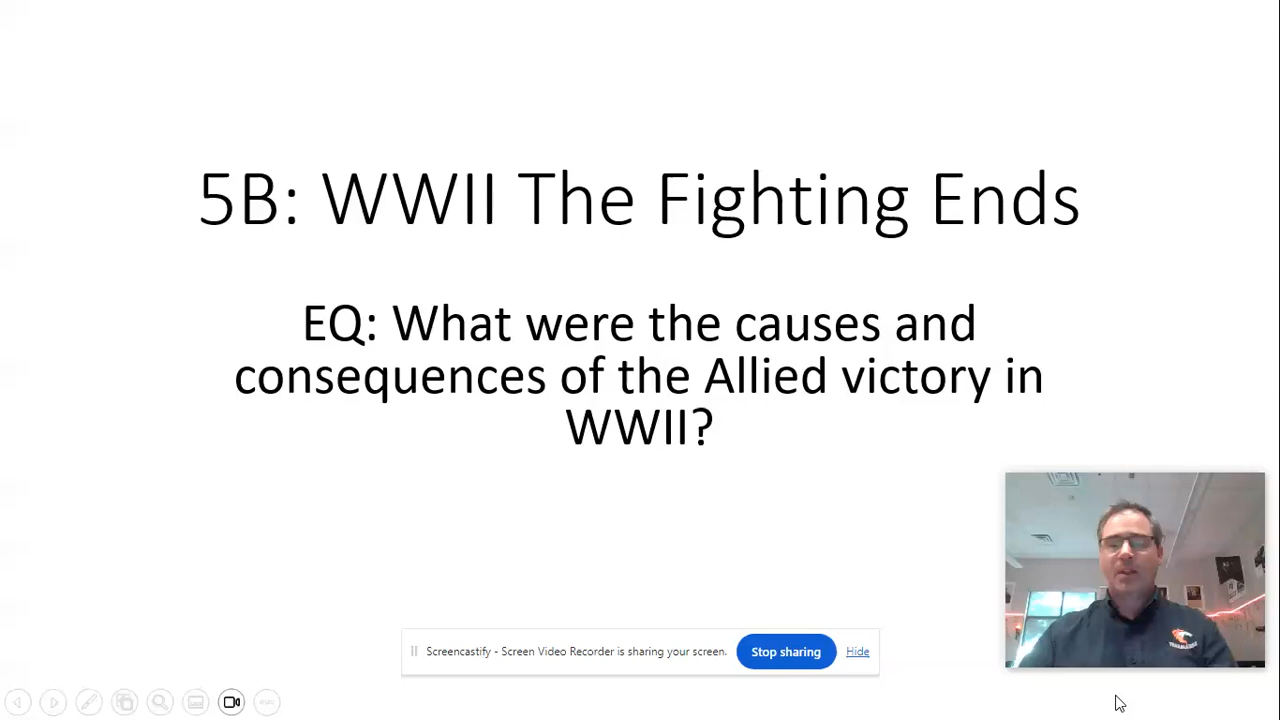 5B: WWII The Fighting Ends
EQ: What were the causes and
consequences of the Allied victory in
WWII?
Screencastify - Screen Video Recorder is sharing your screen.
Stop sharing
Hide